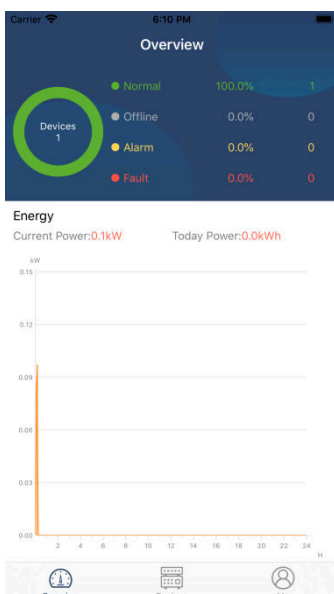 Carrier 6:10 PM
Overview
Devices
1
Normal 100.0% 1
Offline 0.0% 0
Alarm 0.0% 0
Fault 0.0% 0
Energy
Current Power:0.1kW Today Power:0.0kWh
kW
0.15
0.12
0.09
0.06
0.03
0.00
2 4 6 8 10 12 14 16 18 20 22 24
H